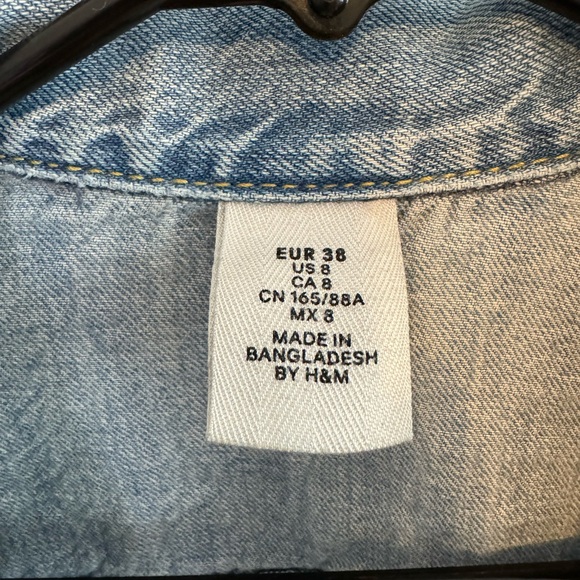 EUR 38
US 8
CA 8
CN 165/88A
MX 8
MADE IN
BANGLADESH
BY H&M